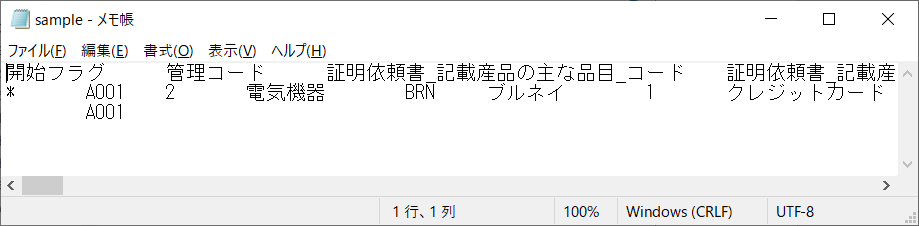 sample - メモ帳
ファイル(F) 編集(E) 書式(O) 表示(V) ヘルプ(H)
開始フラグ 管理コード 証明依頼書_記載産品の主な品目_コード 証明依頼書_記載産
* A001 2 電気機器 BRN ブルネイ 1 クレジットカード
A001
1 行、1 列 100% Windows (CRLF) UTF-8